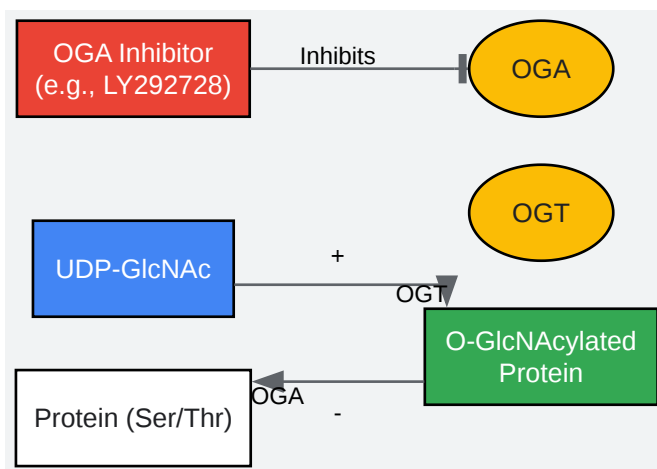 OGA Inhibitor
(e.g., LY292728)
Inhibits
OGA
OGT
UDP-GlcNAc
+
OGT
O-GlcNAcylated
Protein
OGA
-
Protein (Ser/Thr)